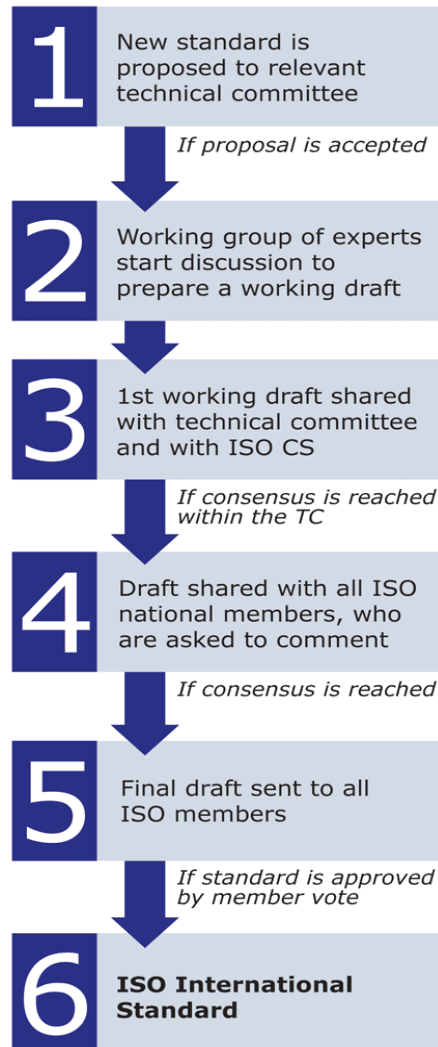 1
New standard is
proposed to relevant
technical committee
If proposal is accepted
2
Working group of experts
start discussion to
prepare a working draft
3
1st working draft shared
with technical committee
and with ISO CS
If consensus is reached
within the TC
4
Draft shared with all ISO
national members, who
are asked to comment
If consensus is reached
5
Final draft sent to all
ISO members
If standard is approved
by member vote
6
ISO International
Standard